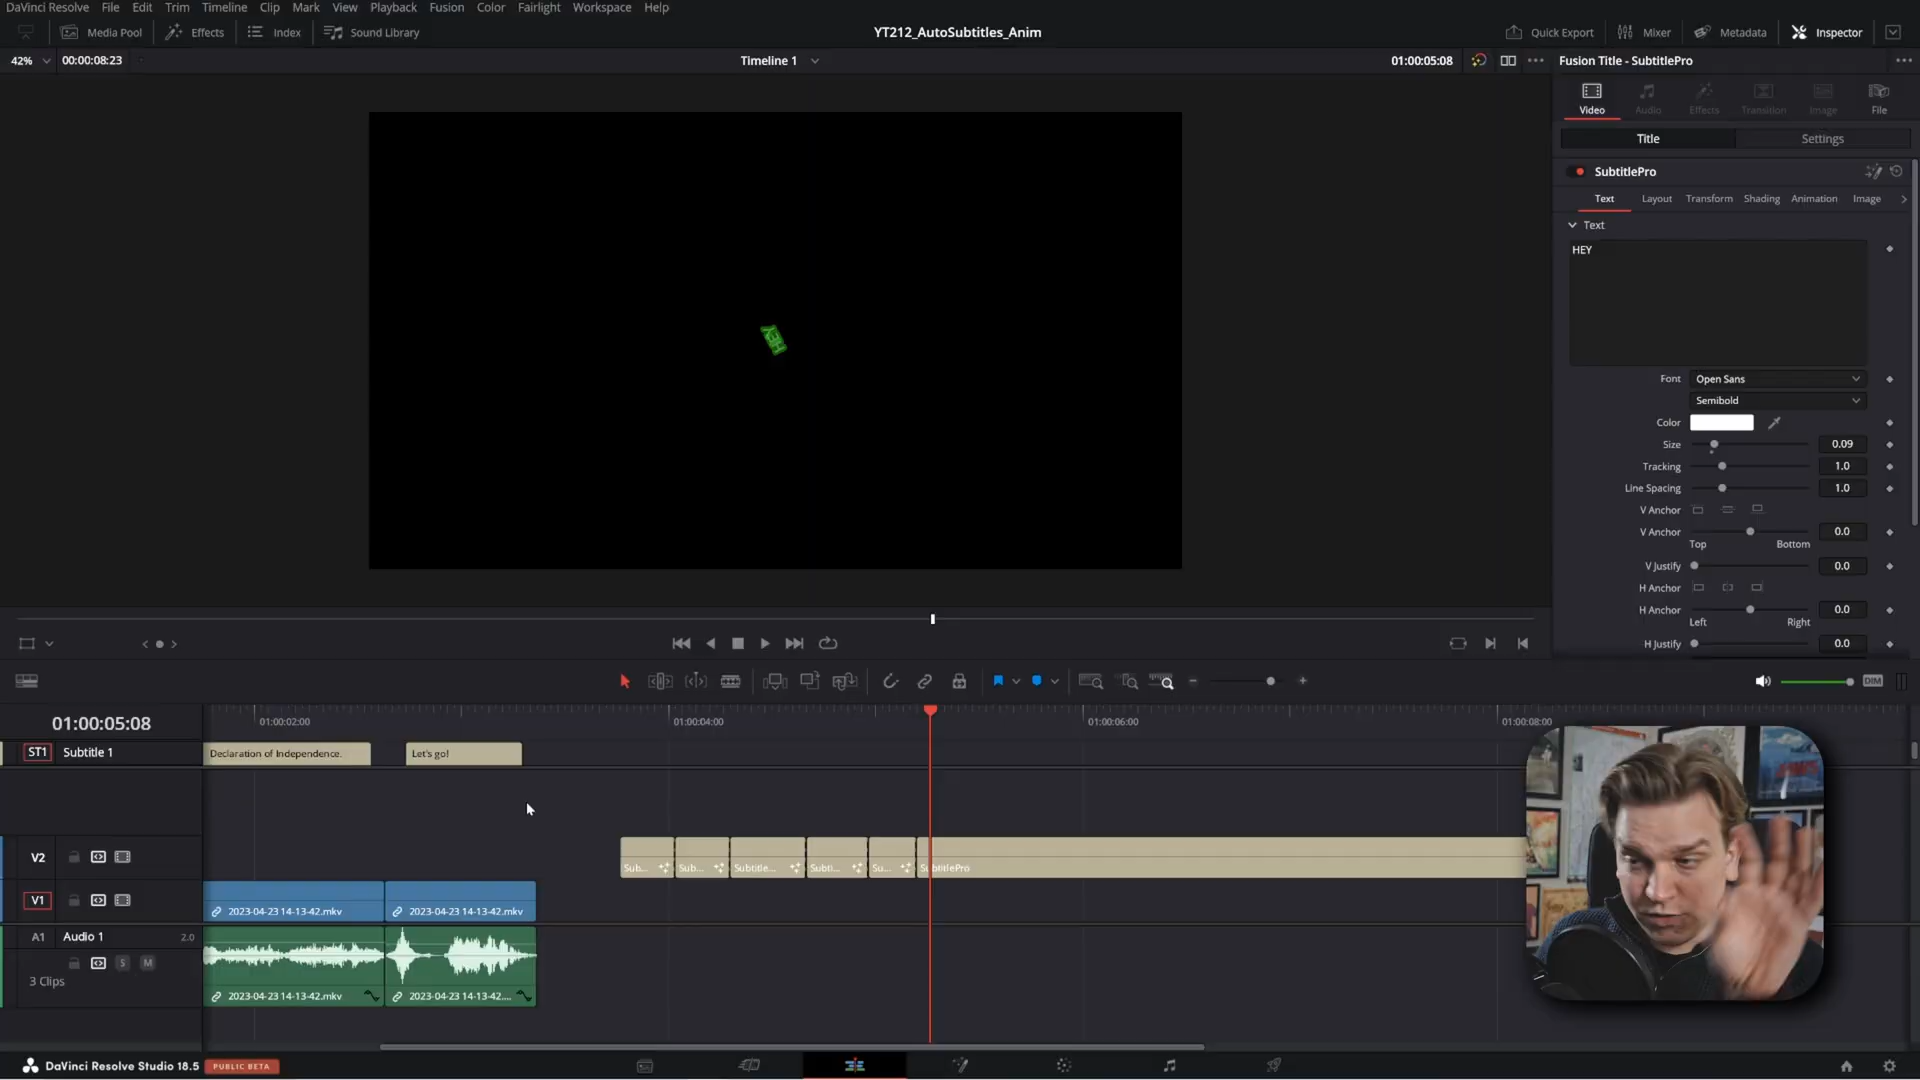 DaVinci Resolve File Edit Trim Timeline Clip Mark View Playback Fusion Color Fairlight Workspace Help
Media Pool Effects Index Sound Library YT212_AutoSubtitles_Anim Quick Export Mixer Metadata Inspector
42% 00:00:08:23 Timeline 1 01:00:05:08 Fusion Title - SubtitlePro
Video Audio Effects Transition Image File
Title Settings
SubtitlePro
Text Layout Transform Shading Animation Image
Text
HEY
HEY
Font Open Sans
Semibold
Color
Size 0.09
Tracking 1.0
Line Spacing 1.0
V Anchor
V Anchor 0.0
Top Bottom
V Justify 0.0
H Anchor
H Anchor 0.0
Left Right
H Justify 0.0
DIM
01:00:05:08 01:00:02:00 01:00:04:00 01:00:06:00 01:00:08:00
ST1 Subtitle 1 Declaration of Independence. Let's go!
V2 Sub... Sub... Subtitle... Subti... Su... SubtitlePro
V1 2023-04-23 14-13-42.mkv 2023-04-23 14-13-42.mkv
A1 Audio 1 2.0
S M
3 Clips 2023-04-23 14-13-42.mkv 2023-04-23 14-13-42....
DaVinci Resolve Studio 18.5 PUBLIC BETA